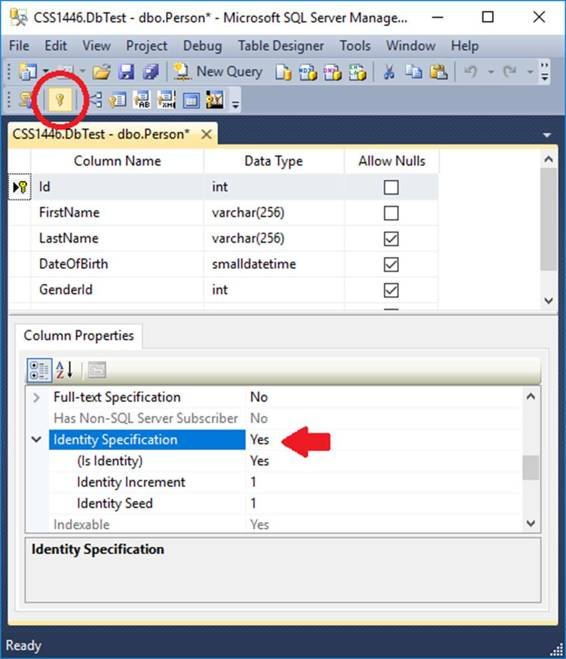 CSS1446.DbTest - dbo.Person* - Microsoft SQL Server Manage...
File Edit View Project Debug Table Designer Tools Window Help
New Query
CSS1446.DbTest - dbo.Person*
Column Name Data Type Allow Nulls
Id int
FirstName varchar(256)
LastName varchar(256)
DateOfBirth smalldatetime
GenderId int
Column Properties
Full-text Specification No
Has Non-SQL Server Subscriber No
Identity Specification Yes
(Is Identity) Yes
Identity Increment 1
Identity Seed 1
Indexable Yes
Identity Specification
Ready